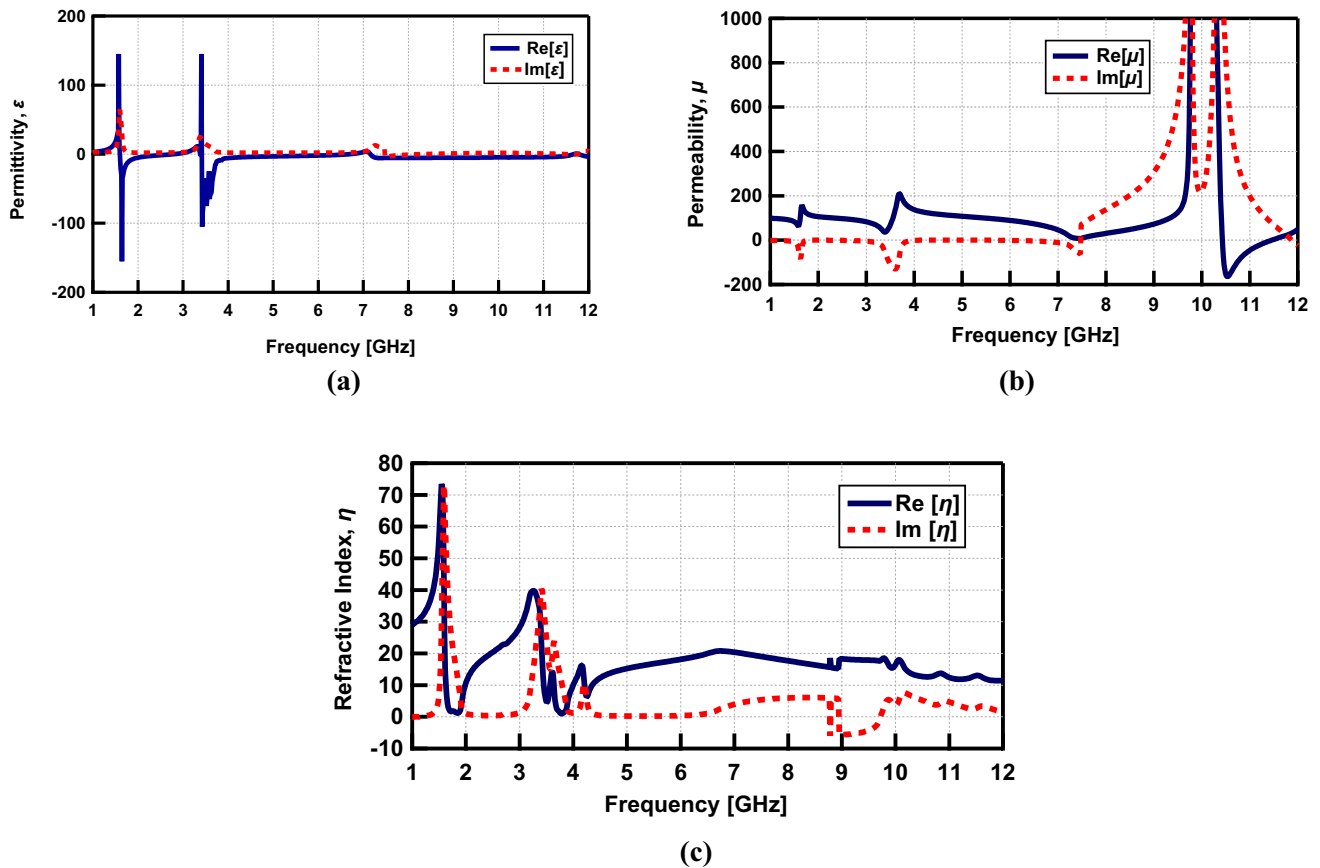 200
100
0
-100
-200
Permittivity, ε
Re[ε]
Im[ε]
1 2 3 4 5 6 7 8 9 10 11 12
Frequency [GHz]
(a)
1000
800
600
400
200
0
-200
Permeability, μ
Re[μ]
Im[μ]
1 2 3 4 5 6 7 8 9 10 11 12
Frequency [GHz]
(b)
80
70
60
50
40
30
20
10
0
-10
Refractive Index, η
Re [η]
Im [η]
1 2 3 4 5 6 7 8 9 10 11 12
Frequency [GHz]
(c)